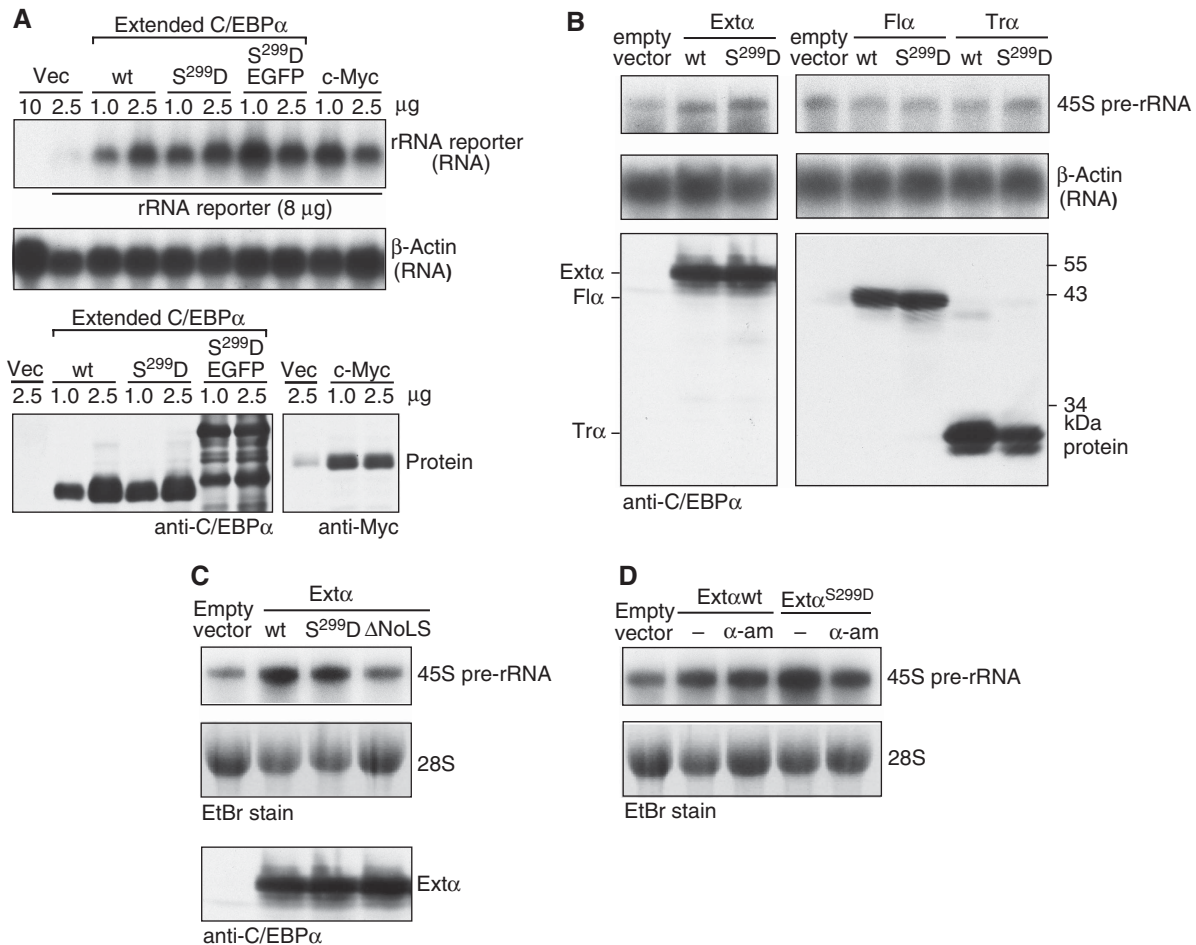 A
Extended C/EBPα
Vec wt S299D S299D EGFP c-Myc
10 2.5 1.0 2.5 1.0 2.5 1.0 2.5 1.0 2.5 μg
rRNA reporter (RNA)
rRNA reporter (8 μg)
β-Actin (RNA)
Extended C/EBPα
Vec wt S299D S299D EGFP Vec c-Myc
2.5 1.0 2.5 1.0 2.5 1.0 2.5 2.5 1.0 2.5 μg
Protein
anti-C/EBPα anti-Myc
B
empty vector Extα empty vector Flα Trα
wt S299D wt S299D wt S299D
45S pre-rRNA
β-Actin (RNA)
Extα
Flα
Trα
55
43
34
kDa
protein
anti-C/EBPα
C
Empty vector Extα
wt S299D ΔNoLS
45S pre-rRNA
28S
EtBr stain
Extα
anti-C/EBPα
D
Empty vector Extαwt ExtαS299D
– α-am – α-am
45S pre-rRNA
28S
EtBr stain